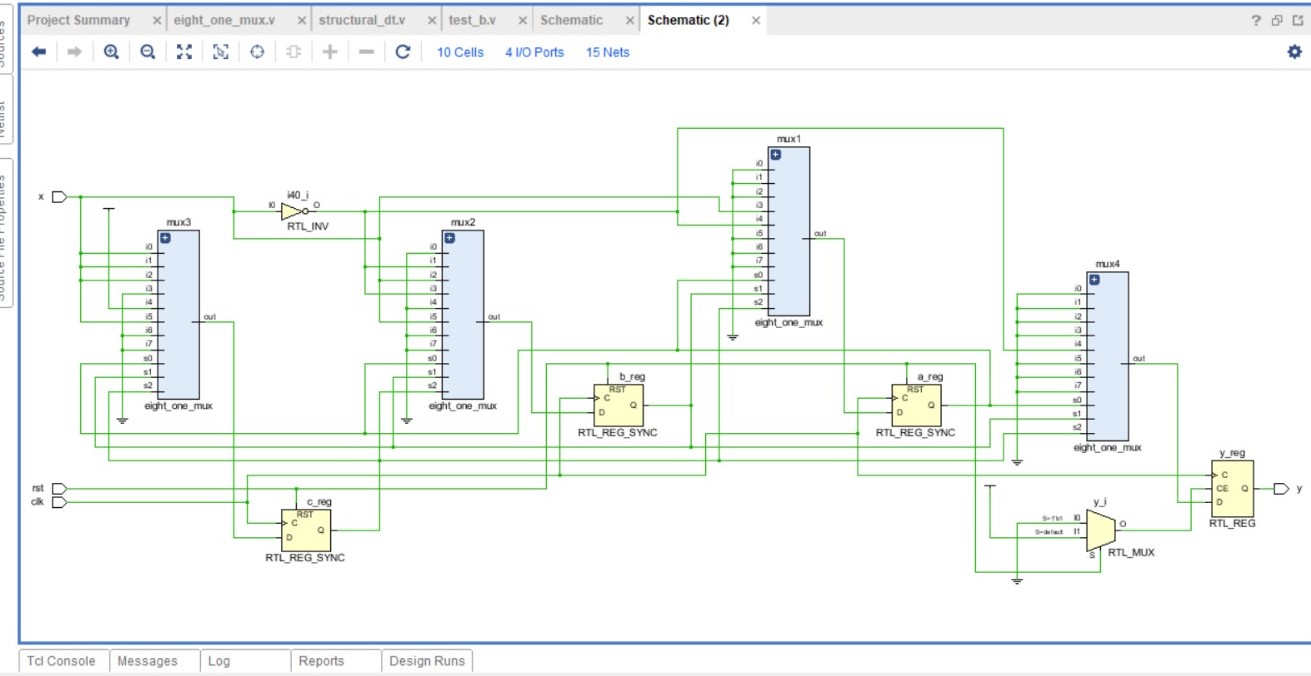 Project Summary × eight_one_mux.v × structural_dt.v × test_b.v × Schematic × Schematic (2) × ?
10 Cells 4 I/O Ports 15 Nets
Sources
Netlist
Source File Properties
x
i40_i
I0 O
RTL_INV
mux3
i0
i1
i2
i3
i4
i5
i6
i7
s0
s1
s2
out
eight_one_mux
mux2
i0
i1
i2
i3
i4
i5
i6
i7
s0
s1
s2
out
eight_one_mux
mux1
i0
i1
i2
i3
i4
i5
i6
i7
s0
s1
s2
out
eight_one_mux
mux4
i0
i1
i2
i3
i4
i5
i6
i7
s0
s1
s2
out
eight_one_mux
b_reg
RST
C
D
Q
RTL_REG_SYNC
a_reg
RST
C
D
Q
RTL_REG_SYNC
rst
clk
c_reg
RST
C
D
Q
RTL_REG_SYNC
y_i
S=1'b1 I0
S=default I1
S
O
RTL_MUX
y_reg
C
CE Q
D
RTL_REG
y
Tcl Console Messages Log Reports Design Runs